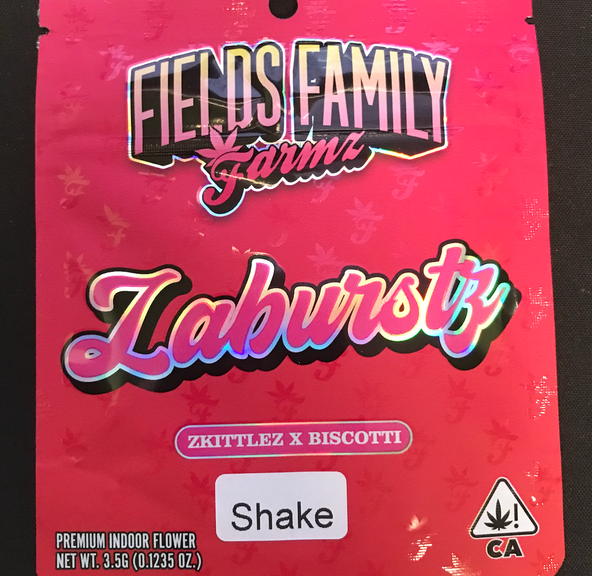 FIELDS FAMILY
Farmz
Zaburstz
ZKITTLEZ X BISCOTTI
Shake
PREMIUM INDOOR FLOWER
NET WT. 3.5G (0.1235 OZ.)
!
CA